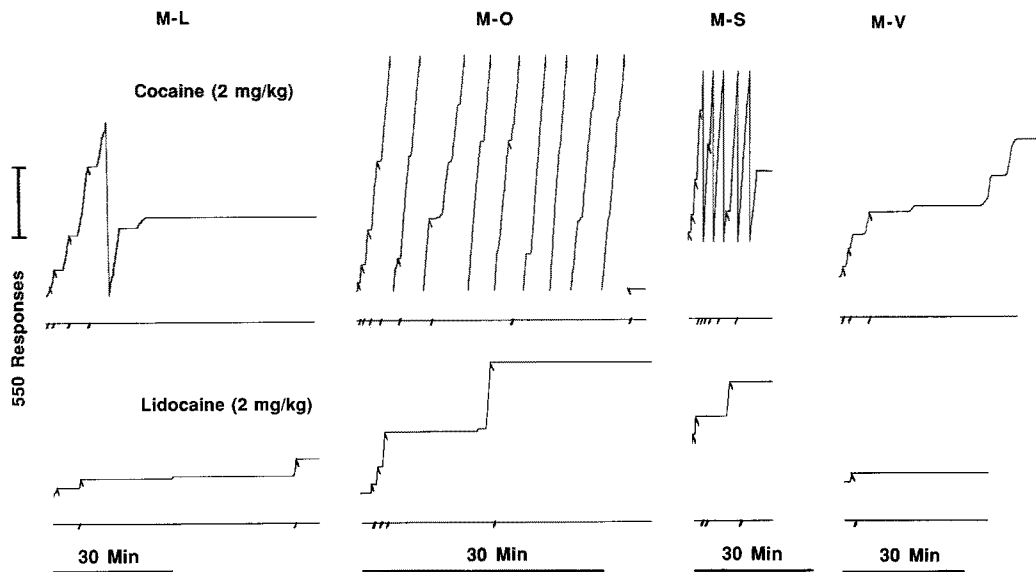 M-L
M-O
M-S
M-V
Cocaine (2 mg/kg)
550 Responses
Lidocaine (2 mg/kg)
30 Min
30 Min
30 Min
30 Min